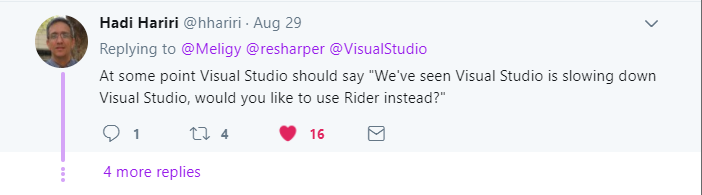 Hadi Hariri @hhariri · Aug 29
Replying to @Meligy @resharper @VisualStudio
At some point Visual Studio should say "We've seen Visual Studio is slowing down
Visual Studio, would you like to use Rider instead?"
1 4 16
4 more replies